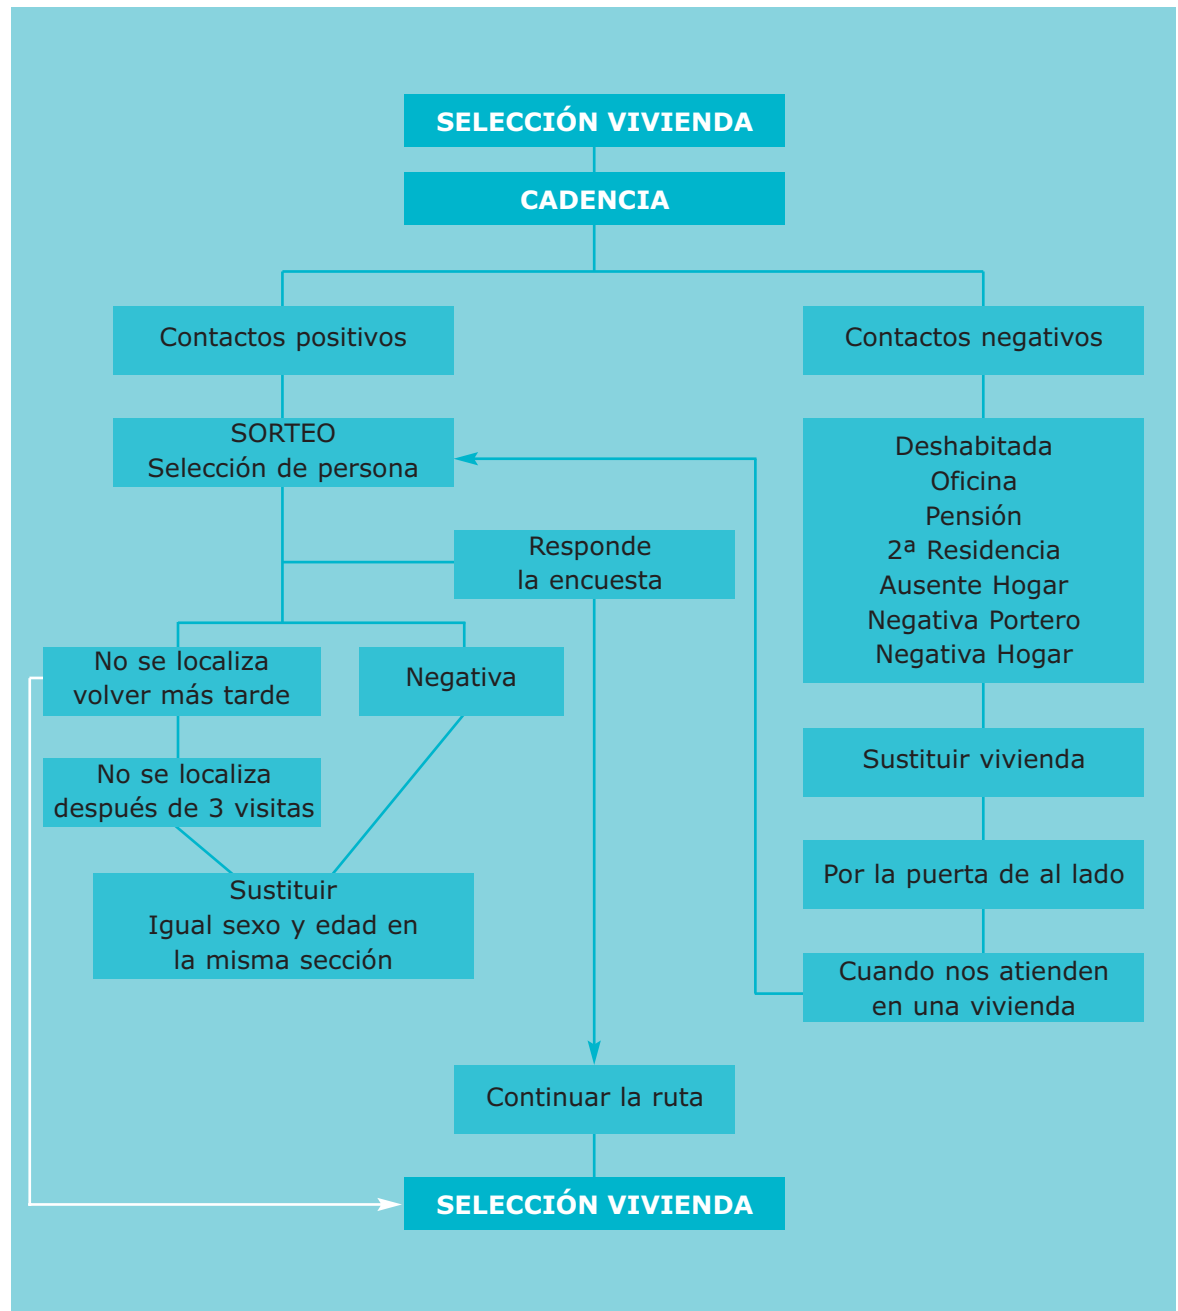 SELECCIÓN VIVIENDA
CADENCIA
Contactos positivos
Contactos negativos
SORTEO
Selección de persona
Deshabitada
Oficina
Pensión
2ª Residencia
Ausente Hogar
Negativa Portero
Negativa Hogar
Responde
la encuesta
No se localiza
volver más tarde
Negativa
No se localiza
después de 3 visitas
Sustituir vivienda
Sustituir
Igual sexo y edad en
la misma sección
Por la puerta de al lado
Cuando nos atienden
en una vivienda
Continuar la ruta
SELECCIÓN VIVIENDA